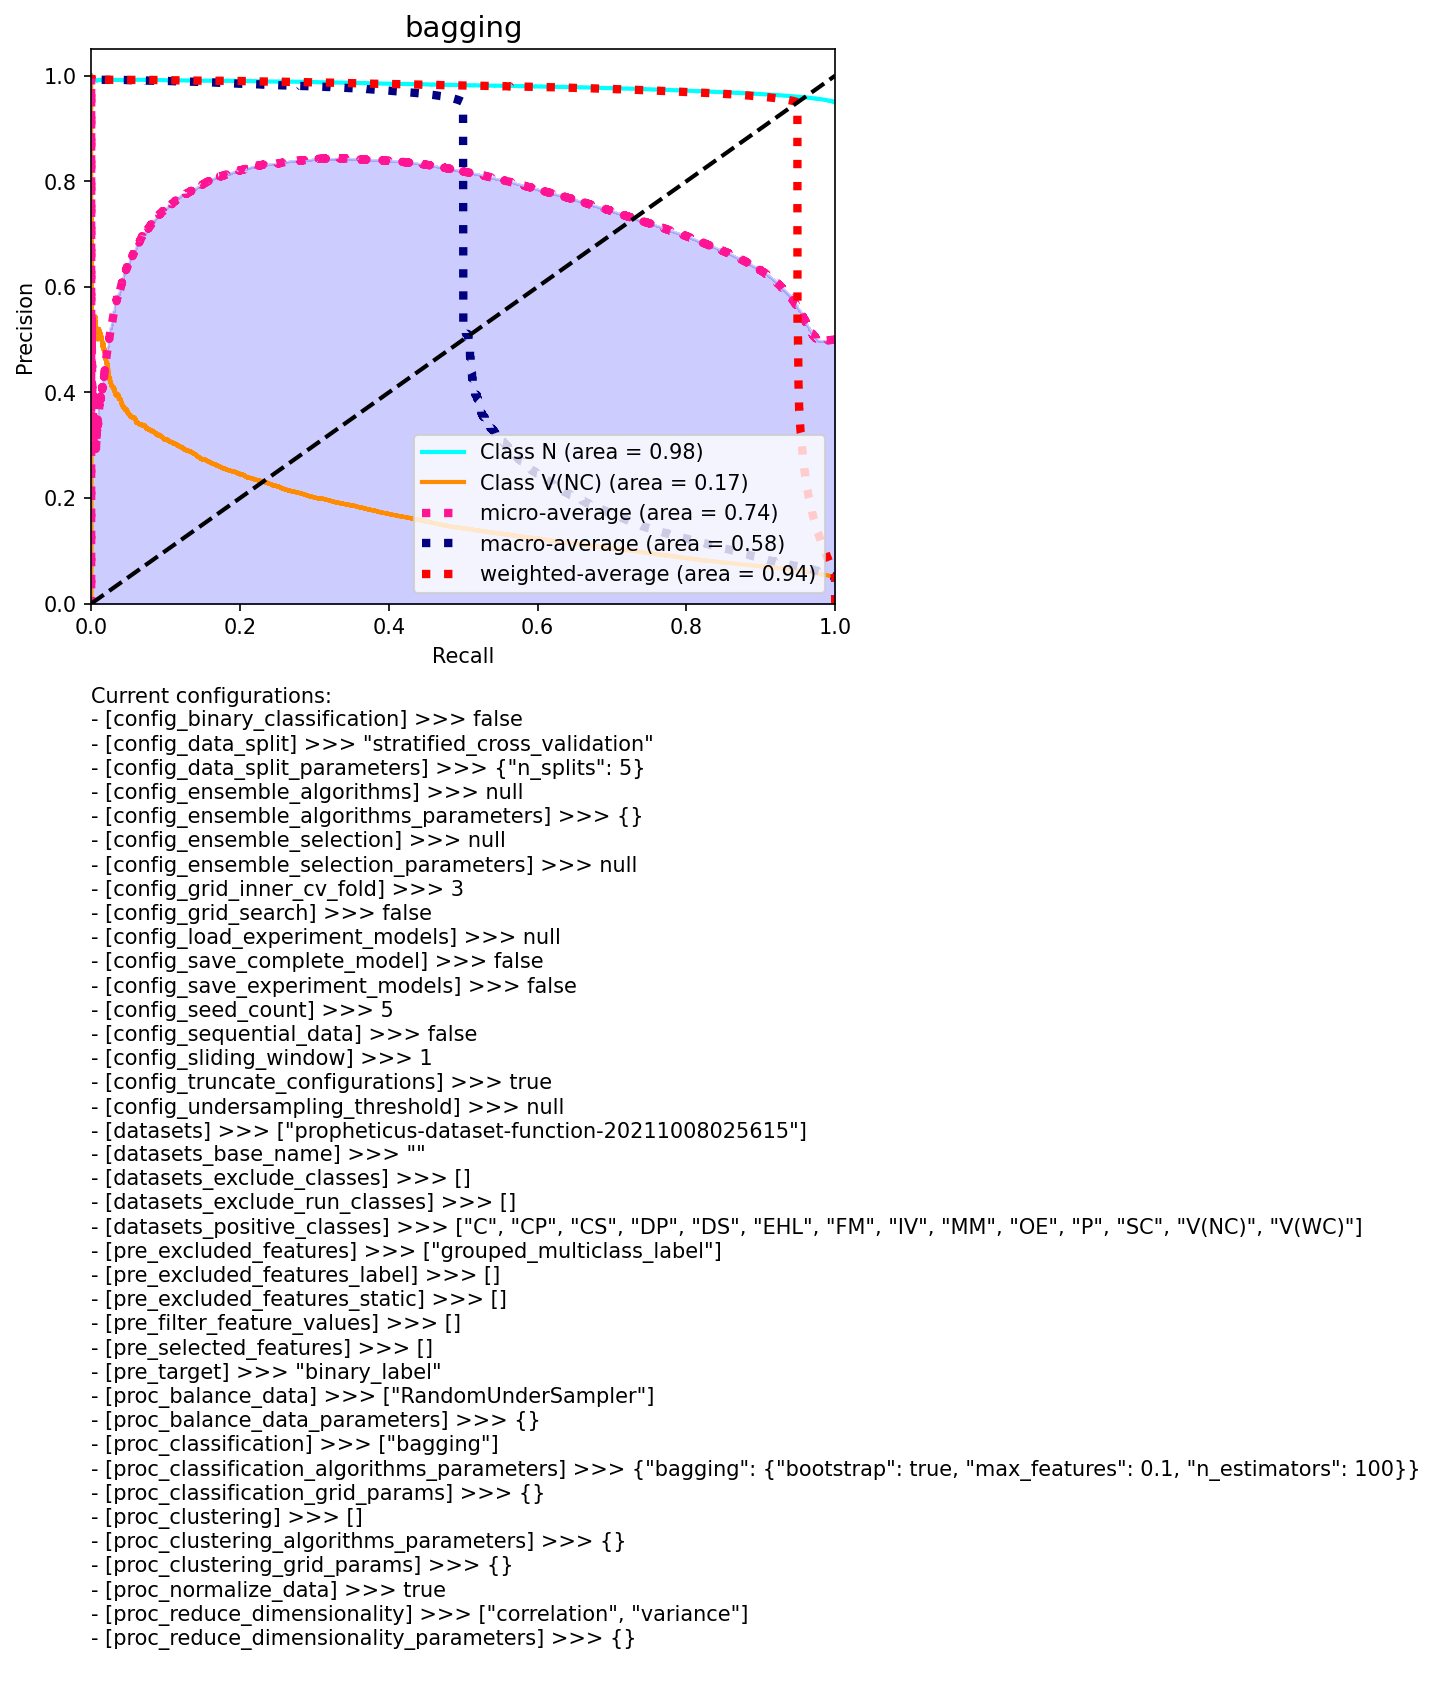 bagging
1.0
0.8
0.6
0.4
0.2
0.0
Precision
0.0 0.2 0.4 0.6 0.8 1.0
Recall
Class N (area = 0.98)
Class V(NC) (area = 0.17)
micro-average (area = 0.74)
macro-average (area = 0.58)
weighted-average (area = 0.94)
Current configurations:
- [config_binary_classification] >>> false
- [config_data_split] >>> "stratified_cross_validation"
- [config_data_split_parameters] >>> {"n_splits": 5}
- [config_ensemble_algorithms] >>> null
- [config_ensemble_algorithms_parameters] >>> {}
- [config_ensemble_selection] >>> null
- [config_ensemble_selection_parameters] >>> null
- [config_grid_inner_cv_fold] >>> 3
- [config_grid_search] >>> false
- [config_load_experiment_models] >>> null
- [config_save_complete_model] >>> false
- [config_save_experiment_models] >>> false
- [config_seed_count] >>> 5
- [config_sequential_data] >>> false
- [config_sliding_window] >>> 1
- [config_truncate_configurations] >>> true
- [config_undersampling_threshold] >>> null
- [datasets] >>> ["propheticus-dataset-function-20211008025615"]
- [datasets_base_name] >>> ""
- [datasets_exclude_classes] >>> []
- [datasets_exclude_run_classes] >>> []
- [datasets_positive_classes] >>> ["C", "CP", "CS", "DP", "DS", "EHL", "FM", "IV", "MM", "OE", "P", "SC", "V(NC)", "V(WC)"]
- [pre_excluded_features] >>> ["grouped_multiclass_label"]
- [pre_excluded_features_label] >>> []
- [pre_excluded_features_static] >>> []
- [pre_filter_feature_values] >>> []
- [pre_selected_features] >>> []
- [pre_target] >>> "binary_label"
- [proc_balance_data] >>> ["RandomUnderSampler"]
- [proc_balance_data_parameters] >>> {}
- [proc_classification] >>> ["bagging"]
- [proc_classification_algorithms_parameters] >>> {"bagging": {"bootstrap": true, "max_features": 0.1, "n_estimators": 100}}
- [proc_classification_grid_params] >>> {}
- [proc_clustering] >>> []
- [proc_clustering_algorithms_parameters] >>> {}
- [proc_clustering_grid_params] >>> {}
- [proc_normalize_data] >>> true
- [proc_reduce_dimensionality] >>> ["correlation", "variance"]
- [proc_reduce_dimensionality_parameters] >>> {}